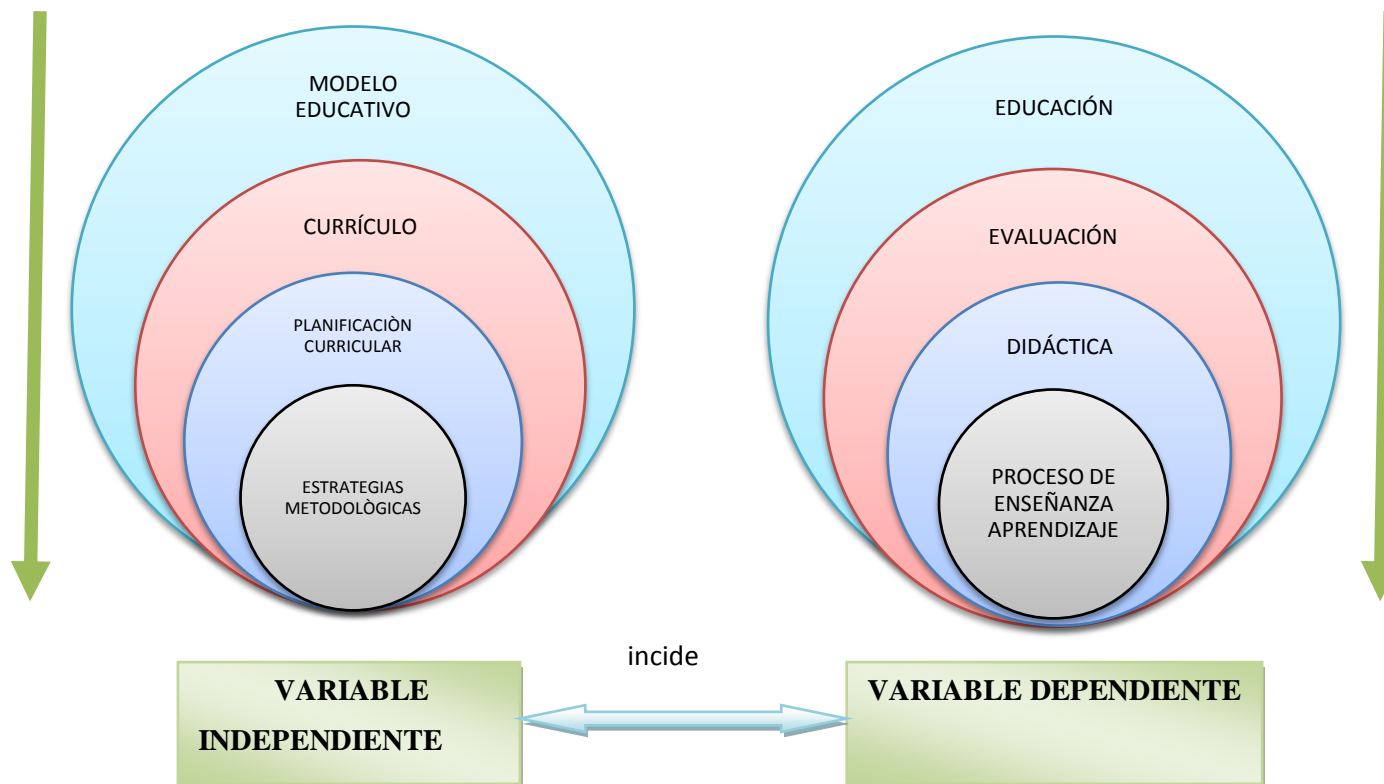 MODELO
EDUCATIVO
CURRÍCULO
PLANIFICACIÒN
CURRICULAR
ESTRATEGIAS
METODOLÒGICAS
EDUCACIÓN
EVALUACIÓN
DIDÁCTICA
PROCESO DE
ENSEÑANZA
APRENDIZAJE
incide
VARIABLE
INDEPENDIENTE
VARIABLE DEPENDIENTE